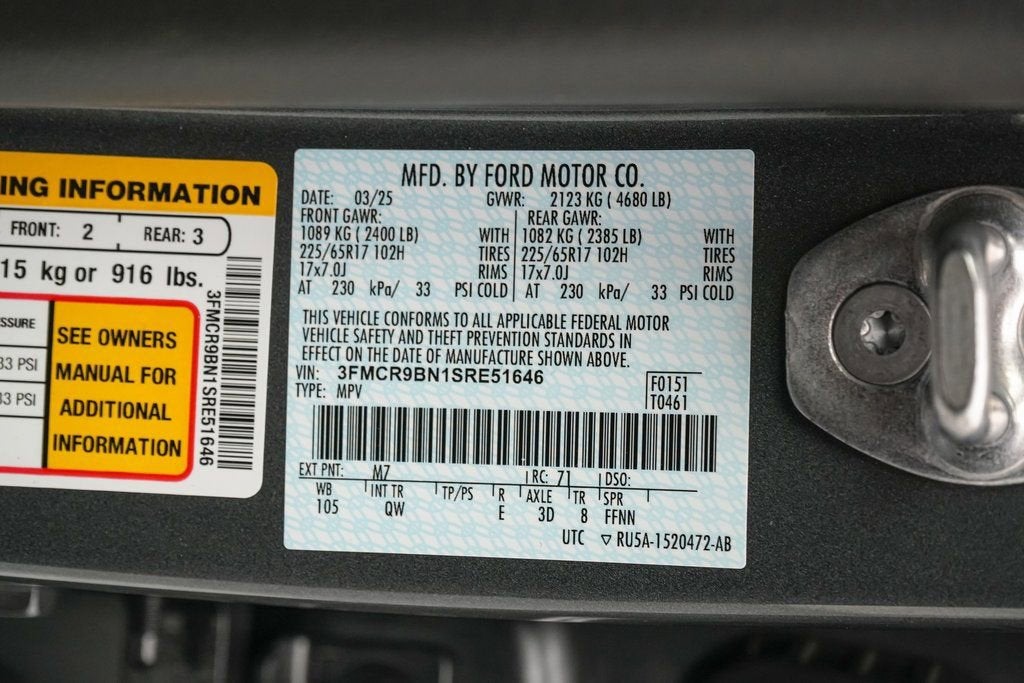 ING INFORMATION
FRONT: 2 REAR: 3
15 kg or 916 lbs.
SSURE
33 PSI
33 PSI
SEE OWNERS
MANUAL FOR
ADDITIONAL
INFORMATION
3FMCR9BN1SRE51646
MFD. BY FORD MOTOR CO.
DATE: 03/25 GVWR: 2123 KG ( 4680 LB)
FRONT GAWR: REAR GAWR:
1089 KG ( 2400 LB) WITH 1082 KG ( 2385 LB) WITH
225/65R17 102H TIRES 225/65R17 102H TIRES
17x7.0J RIMS 17x7.0J RIMS
AT 230 kPa/ 33 PSI COLD AT 230 kPa/ 33 PSI COLD
THIS VEHICLE CONFORMS TO ALL APPLICABLE FEDERAL MOTOR
VEHICLE SAFETY AND THEFT PREVENTION STANDARDS IN
EFFECT ON THE DATE OF MANUFACTURE SHOWN ABOVE.
VIN: 3FMCR9BN1SRE51646 F0151
TYPE: MPV T0461
EXT PNT: M7 RC: 71 DSO:
WB INT TR TP/PS R AXLE TR SPR
105 QW E 3D 8 FFNN
UTC ▽ RU5A-1520472-AB